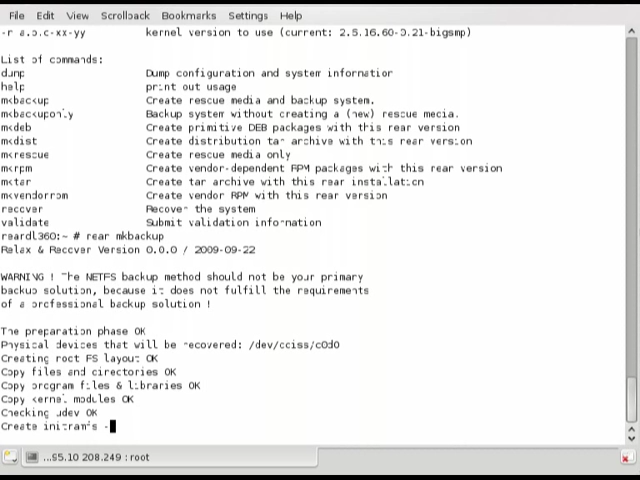 File Edit View Scrollback Bookmarks Settings Help
-r a.b.c-xx-yy kernel version to use (current: 2.6.16.60-0.21-bigsmp)
List of commands:
dump Dump configuration and system information
help print out usage
mkbackup Create rescue media and backup system.
mkbackuponly Backup system without creating a (new) rescue media.
mkdeb Create primitive DEB packages with this rear version
mkdist Create distribution tar archive with this rear version
mkrescue Create rescue media only
mkrpm Create vendor-dependent RPM packages with this rear version
mktar Create tar archive with this rear installation
mkvendorrpm Create vendor RPM with this rear version
recover Recover the system
validate Submit validation information
reardl360:~ # rear mkbackup
Relax & Recover Version 0.0.0 / 2009-09-22
WARNING ! The NETFS backup method should not be your primary
backup solution, because it does not fulfill the requirements
of a professional backup solution !
The preparation phase OK
Physical devices that will be recovered: /dev/cciss/c0d0
Creating root FS layout OK
Copy files and directories OK
Copy program files & libraries OK
Copy kernel modules OK
Checking udev OK
Create initramfs -
...95.10 208.249 : root